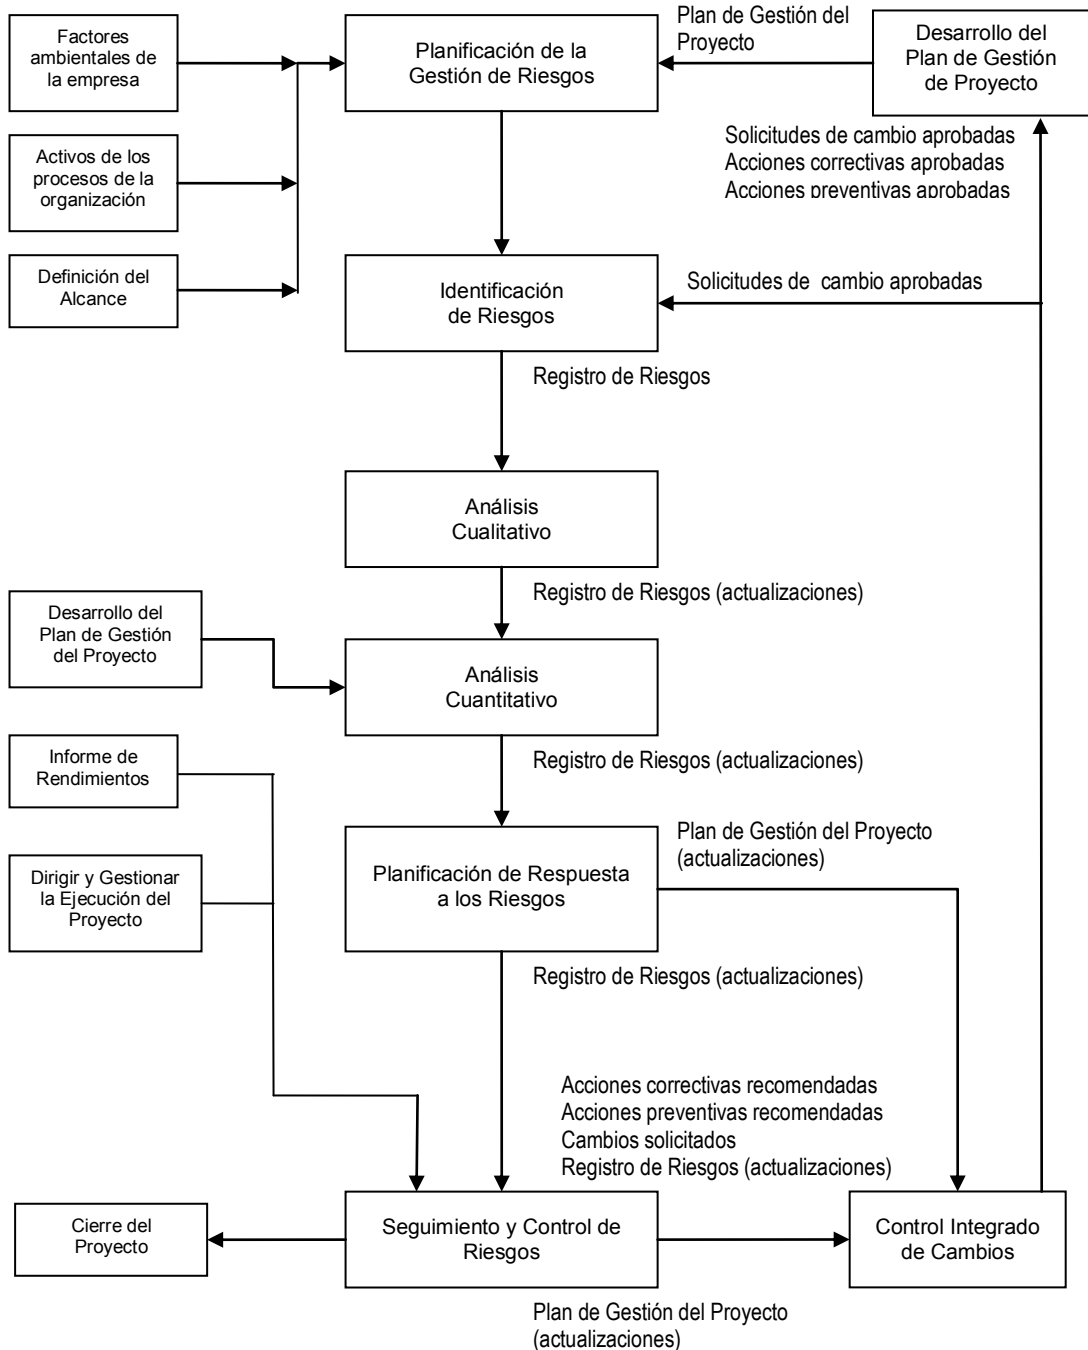 Factores
ambientales de
la empresa
Planificación de la
Gestión de Riesgos
Plan de Gestión del
Proyecto
Desarrollo del
Plan de Gestión
de Proyecto
Activos de los
procesos de la
organización
Solicitudes de cambio aprobadas
Acciones correctivas aprobadas
Acciones preventivas aprobadas
Definición del
Alcance
Identificación
de Riesgos
Solicitudes de cambio aprobadas
Registro de Riesgos
Análisis
Cualitativo
Registro de Riesgos (actualizaciones)
Desarrollo del
Plan de Gestión
del Proyecto
Análisis
Cuantitativo
Informe de
Rendimientos
Registro de Riesgos (actualizaciones)
Dirigir y Gestionar
la Ejecución del
Proyecto
Planificación de Respuesta
a los Riesgos
Plan de Gestión del Proyecto
(actualizaciones)
Registro de Riesgos (actualizaciones)
Acciones correctivas recomendadas
Acciones preventivas recomendadas
Cambios solicitados
Registro de Riesgos (actualizaciones)
Cierre del
Proyecto
Seguimiento y Control de
Riesgos
Control Integrado
de Cambios
Plan de Gestión del Proyecto
(actualizaciones)